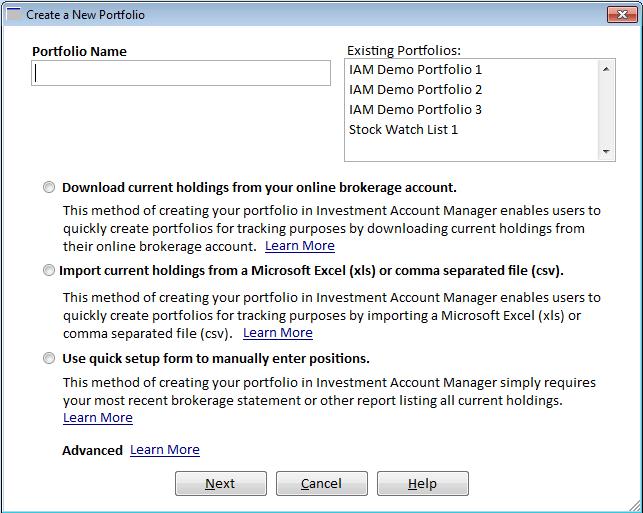 Create a New Portfolio
Portfolio Name
Existing Portfolios:
IAM Demo Portfolio 1
IAM Demo Portfolio 2
IAM Demo Portfolio 3
Stock Watch List 1
Download current holdings from your online brokerage account.
This method of creating your portfolio in Investment Account Manager enables users to
quickly create portfolios for tracking purposes by downloading current holdings from
their online brokerage account. Learn More
Import current holdings from a Microsoft Excel (xls) or comma separated file (csv).
This method of creating your portfolio in Investment Account Manager enables users to
quickly create portfolios for tracking purposes by importing a Microsoft Excel (xls) or
comma separated file (csv). Learn More
Use quick setup form to manually enter positions.
This method of creating your portfolio in Investment Account Manager simply requires
your most recent brokerage statement or other report listing all current holdings.
Learn More
Advanced Learn More
Next Cancel Help